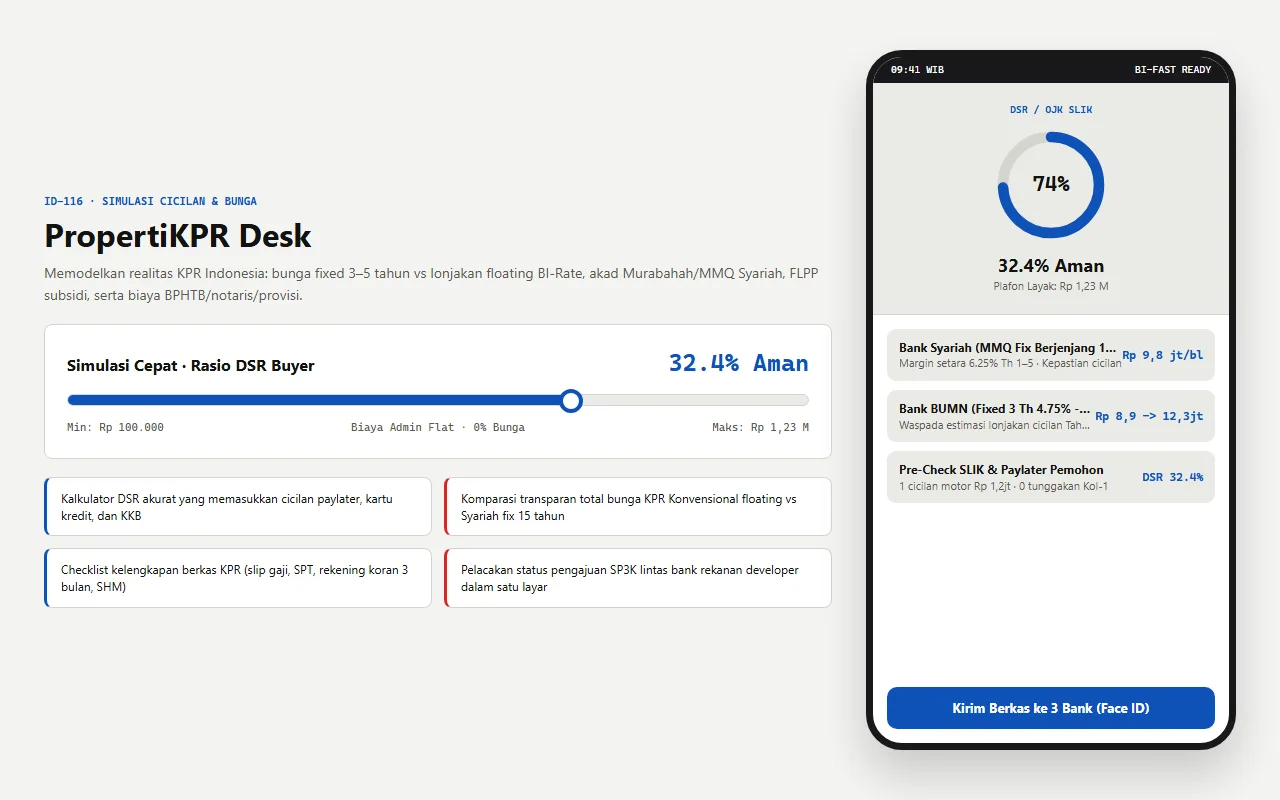 ID-116 · SIMULASI CICILAN & BUNGA
PropertiKPR Desk
Memodelkan realitas KPR Indonesia: bunga fixed 3–5 tahun vs lonjakan floating BI-Rate, akad Murabahah/MMQ Syariah, FLPP
subsidi, serta biaya BPHTB/notaris/provisi.
Simulasi Cepat · Rasio DSR Buyer
32.4% Aman
Min: Rp 100.000
Biaya Admin Flat · 0% Bunga
Maks: Rp 1,23 M
Kalkulator DSR akurat yang memasukkan cicilan paylater, kartu
kredit, dan KKB
Komparasi transparan total bunga KPR Konvensional floating vs
Syariah fix 15 tahun
Checklist kelengkapan berkas KPR (slip gaji, SPT, rekening koran 3
bulan, SHM)
Pelacakan status pengajuan SP3K lintas bank rekanan developer
dalam satu layar
09:41 WIB
BI-FAST READY
DSR / OJK SLIK
74%
32.4% Aman
Plafon Layak: Rp 1,23 M
Bank Syariah (MMQ Fix Berjenjang 1...
Margin setara 6.25% Th 1–5 · Kepastian cicilan
Rp 9,8 jt/bl
Bank BUMN (Fixed 3 Th 4.75% -...
Waspada estimasi lonjakan cicilan Tah...
Rp 8,9 -> 12,3jt
Pre-Check SLIK & Paylater Pemohon
1 cicilan motor Rp 1,2jt · 0 tunggakan Kol-1
DSR 32.4%
Kirim Berkas ke 3 Bank (Face ID)